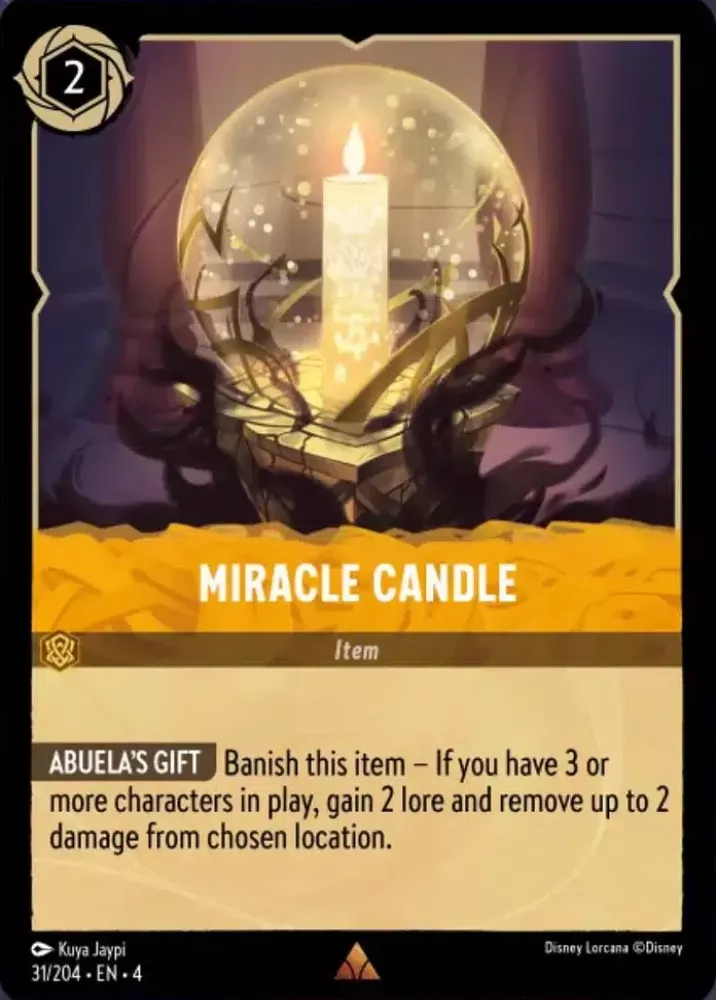 2
MIRACLE CANDLE
Item
ABUELA'S GIFT Banish this item – If you have 3 or
more characters in play, gain 2 lore and remove up to 2
damage from chosen location.
Kuya Jaypi
Disney Lorcana ©Disney
31/204 • EN • 4